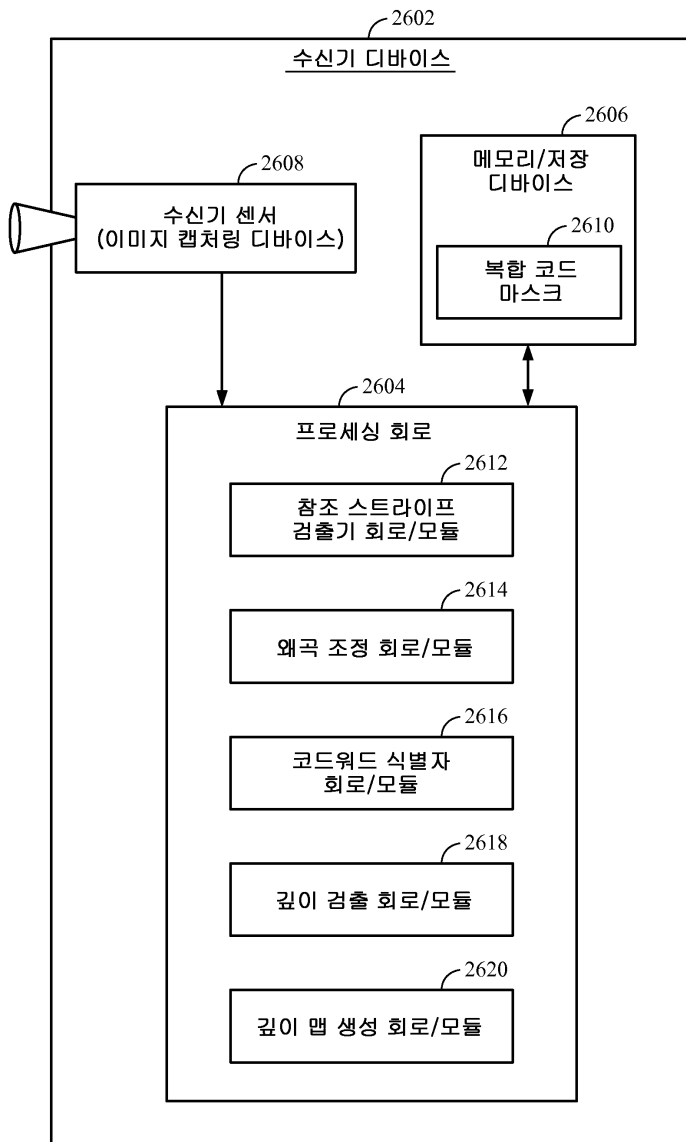 2602
수신기 디바이스
2608
수신기 센서
(이미지 캡처링 디바이스)
2606
메모리/저장
디바이스
2610
복합 코드
마스크
2604
프로세싱 회로
2612
참조 스트라이프
검출기 회로/모듈
2614
왜곡 조정 회로/모듈
2616
코드워드 식별자
회로/모듈
2618
깊이 검출 회로/모듈
2620
깊이 맵 생성 회로/모듈